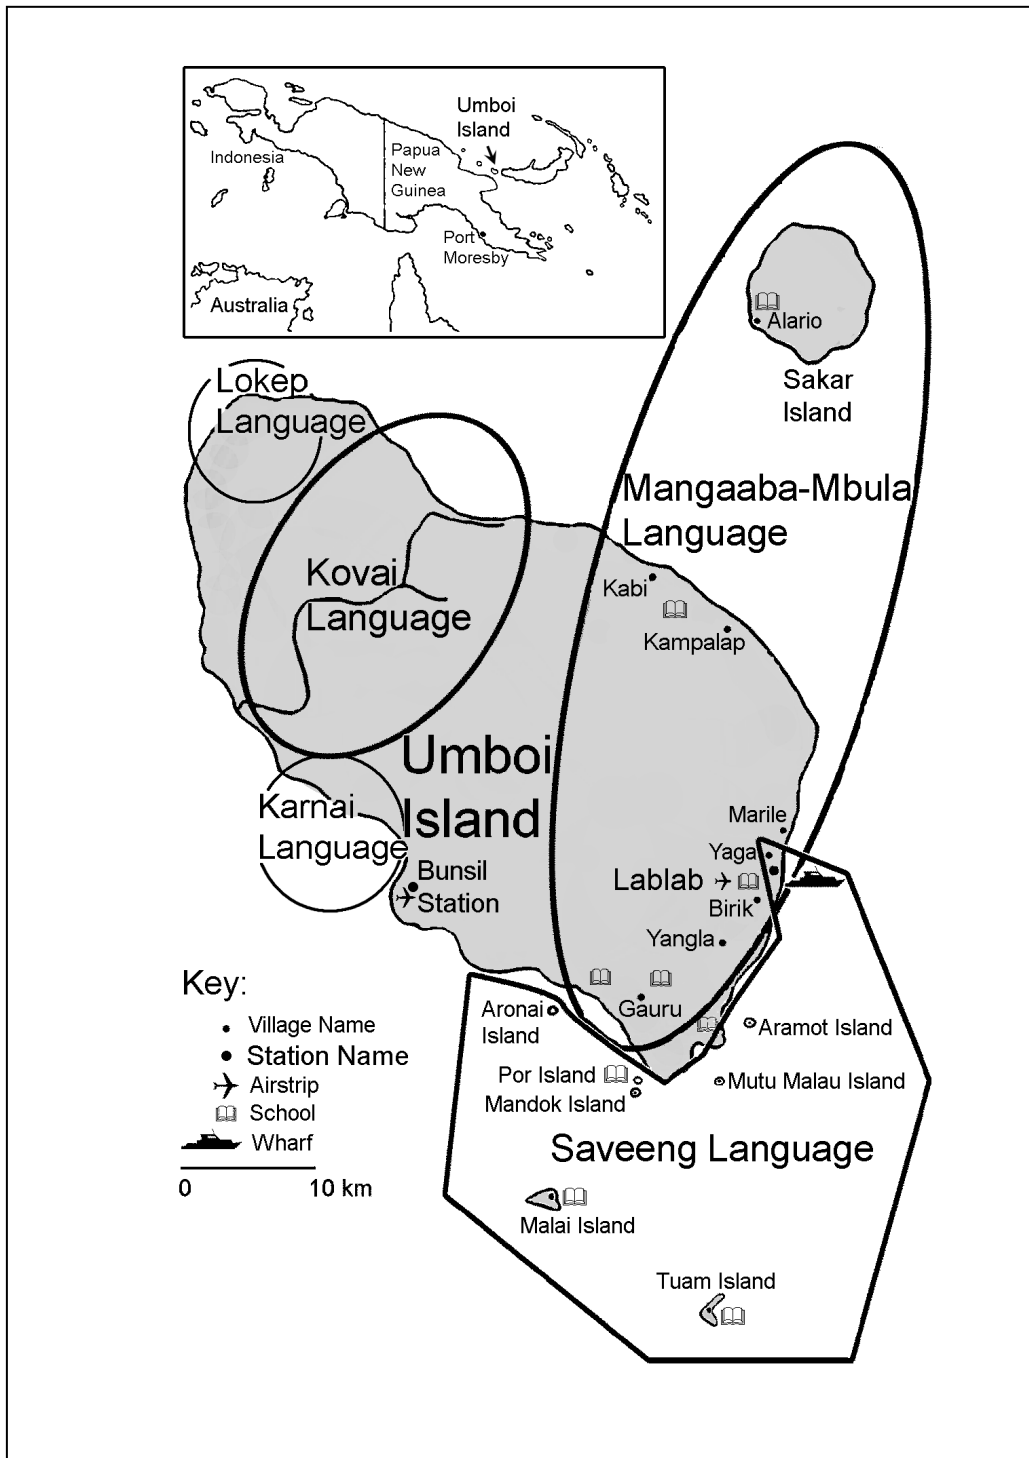 Umboi
Island
Indonesia
Papua
New
Guinea
Port
Moresby
Australia
Alario
Sakar
Island
Lokep
Language
Mangaaba-Mbula
Language
Kovai
Language
Kabi
Kampalap
Umboi
Island
Karnai
Language
Marile
Yaga
Lablab
Birik
Bunsil
Station
Yangla
Gauru
Aronai
Island
Aramot Island
Por Island
Mandok Island
Mutu Malau Island
Saveeng Language
Malai Island
Tuam Island
Key:
Village Name
Station Name
Airstrip
School
Wharf
0 10 km